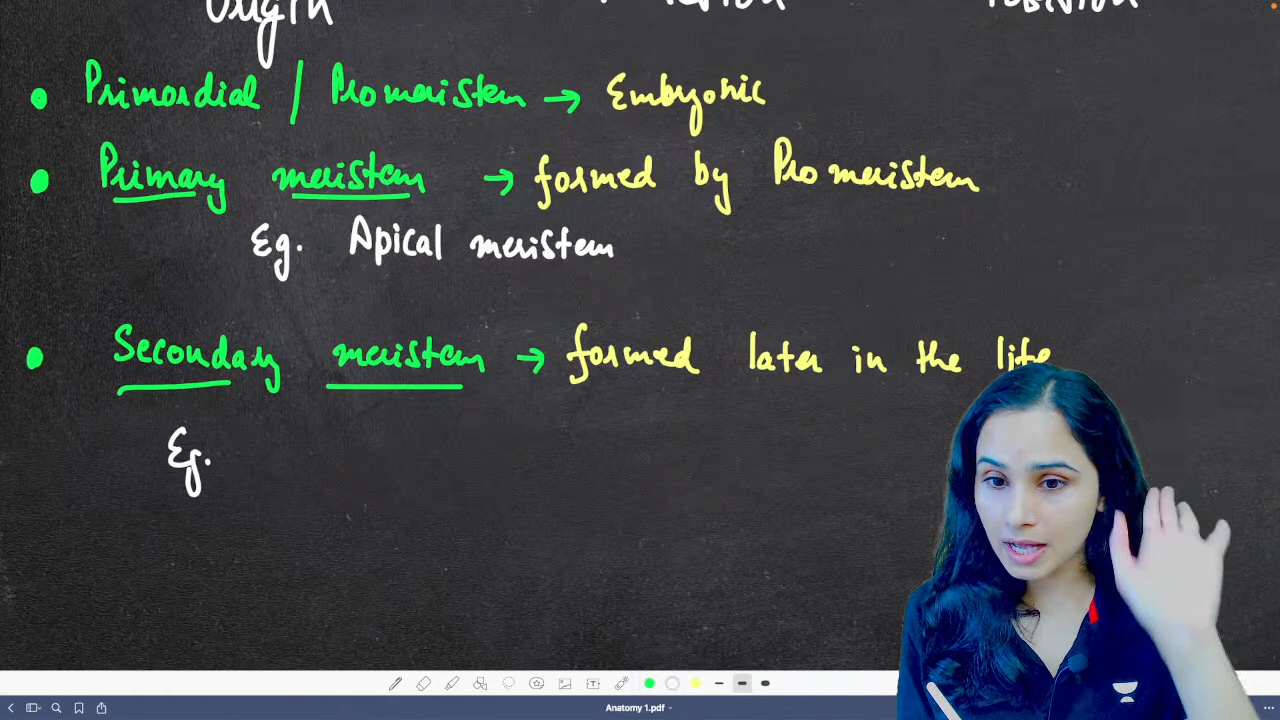 Origin
• Primordial / Promeristem → Embryonic
• Primary meristem → formed by Promeristem
Eg. Apical meristem
• Secondary meristem → formed later in the life
Eg.
Anatomy 1.pdf